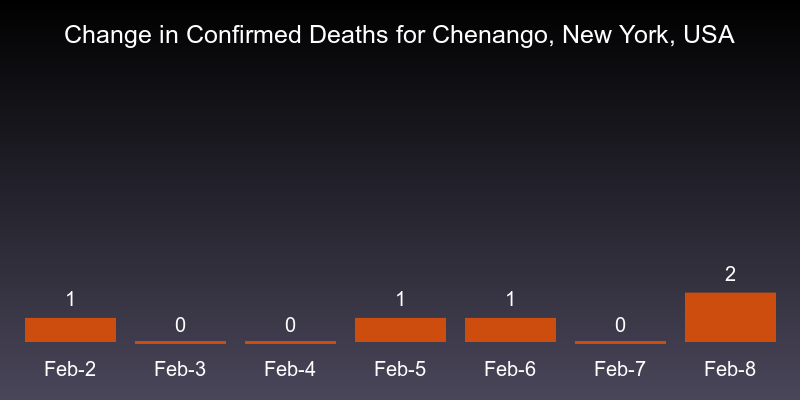 Change in Confirmed Deaths for Chenango, New York, USA
2
1 1 1
0 0 0
Feb-2 Feb-3 Feb-4 Feb-5 Feb-6 Feb-7 Feb-8